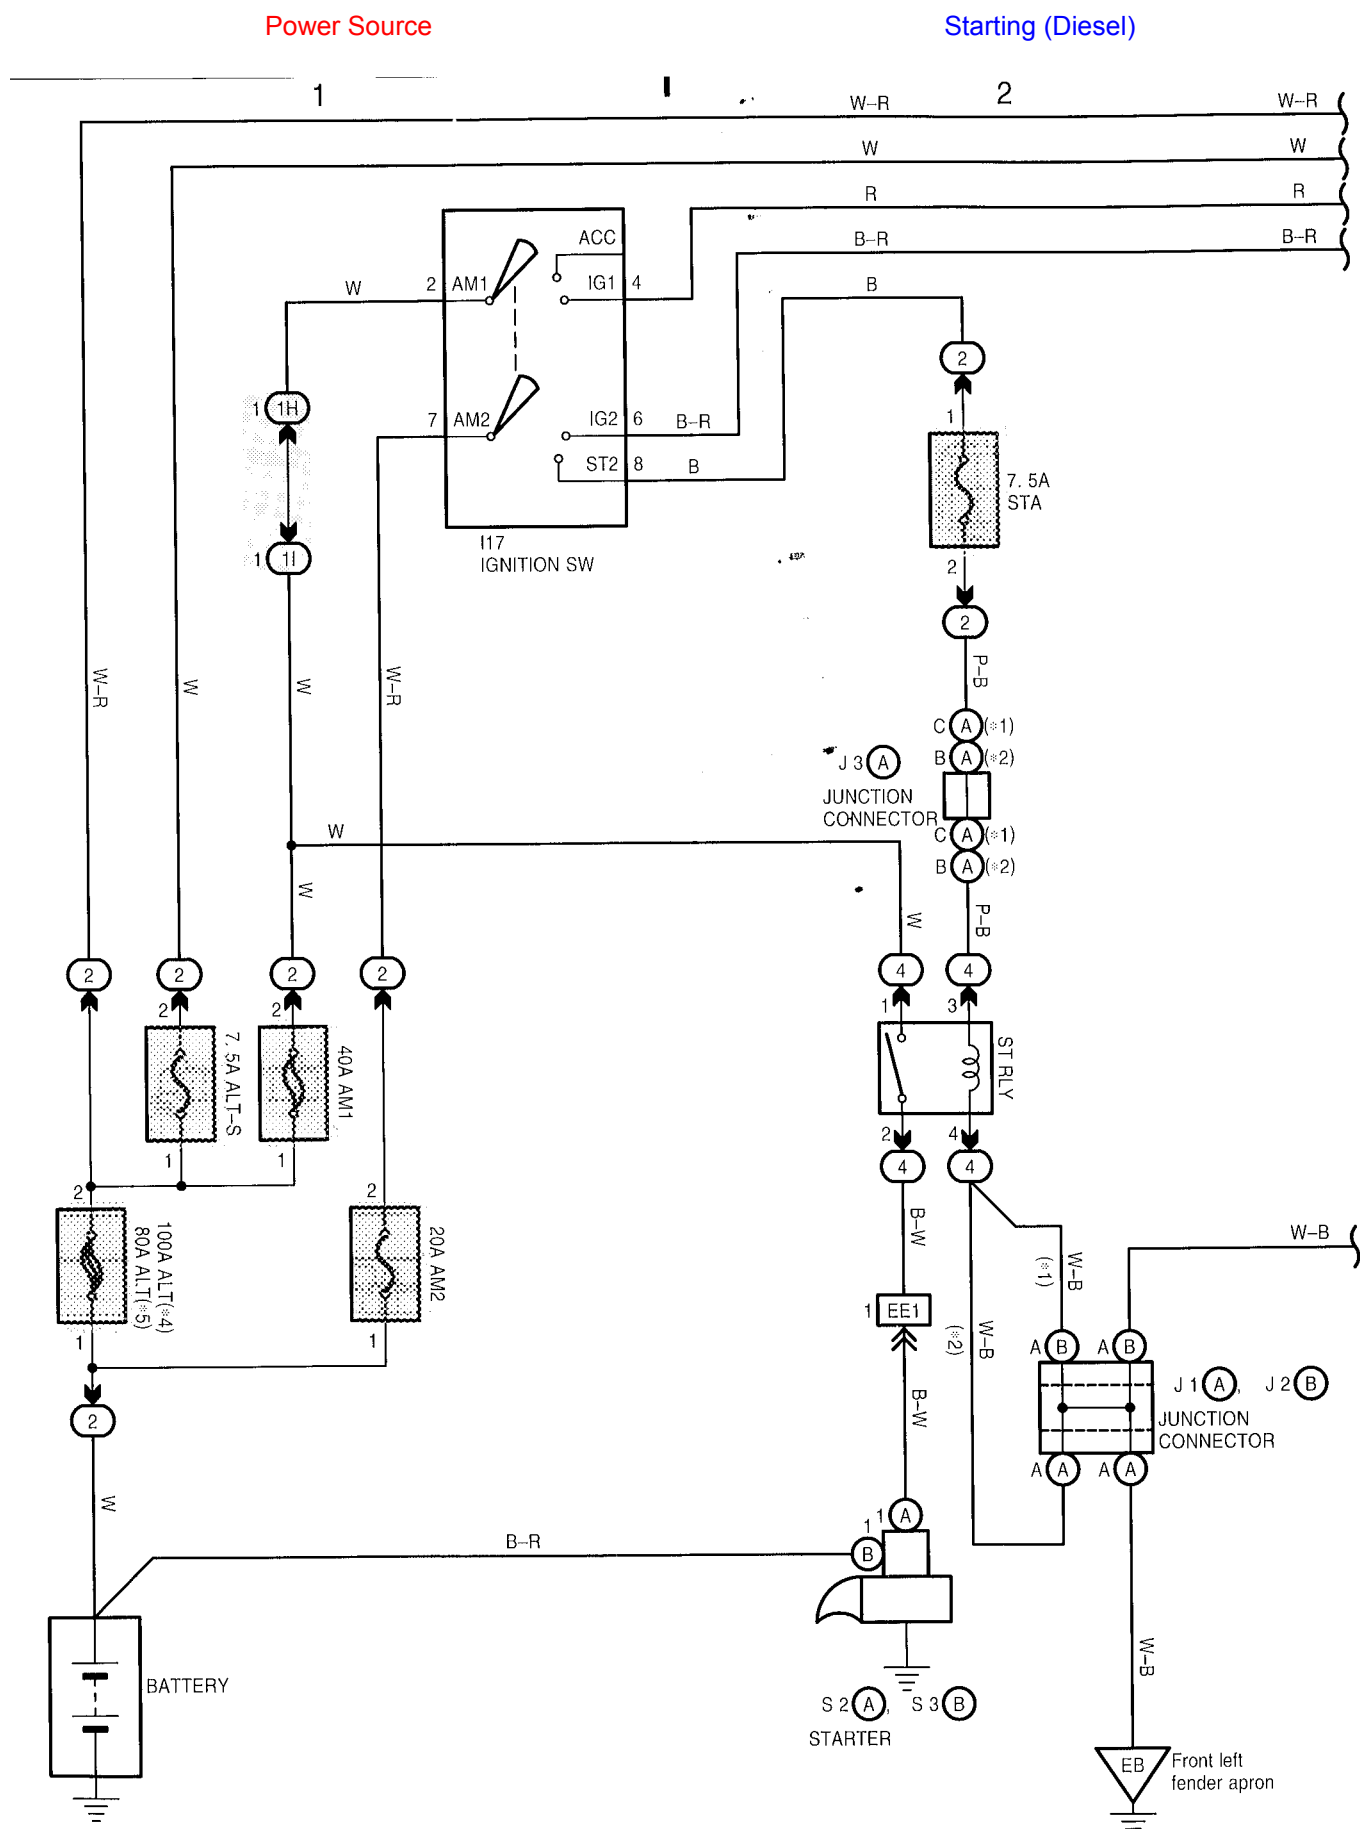 Power Source
Starting (Diesel)
1
2
W–R
W–R
W
W
R
R
B–R
B–R
ACC
2
AM1
IG1
4
W
B
2
1
1H
7
AM2
IG2
6
B–R
1
ST2
8
B
7. 5A
STA
I17
IGNITION SW
1
1I
2
2
W–R
W
W
W–R
P–B
C
A
(*1)
B
A
(*2)
J 3
A
JUNCTION
CONNECTOR
C
A
(*1)
B
A
(*2)
W
W
W
P–B
2
2
2
2
4
4
2
2
1
3
7. 5A ALT–S
40A AM1
ST RLY
1
1
2
4
4
4
2
2
100A ALT(*4)
80A ALT(*5)
20A AM2
B–W
W–B
(*1)
W–B
1
1
1
EE1
W–B
(*2)
A
B
A
B
J 1
A
,
J 2
B
JUNCTION
CONNECTOR
2
B–W
A
A
A
A
W
1
A
1
B
B–R
BATTERY
W–B
S 2
A
,
S 3
B
STARTER
EB
Front left
fender apron